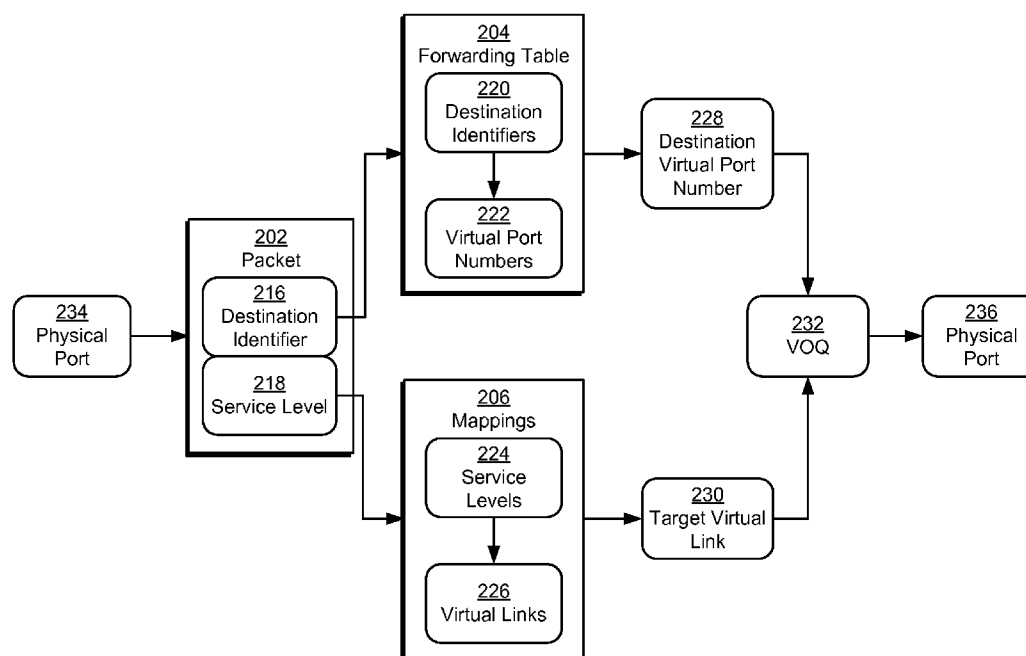 204
Forwarding Table
220
Destination
Identifiers
222
Virtual Port
Numbers
228
Destination
Virtual Port
Number
202
Packet
216
Destination
Identifier
218
Service Level
234
Physical
Port
232
VOQ
236
Physical
Port
206
Mappings
224
Service
Levels
226
Virtual Links
230
Target Virtual
Link